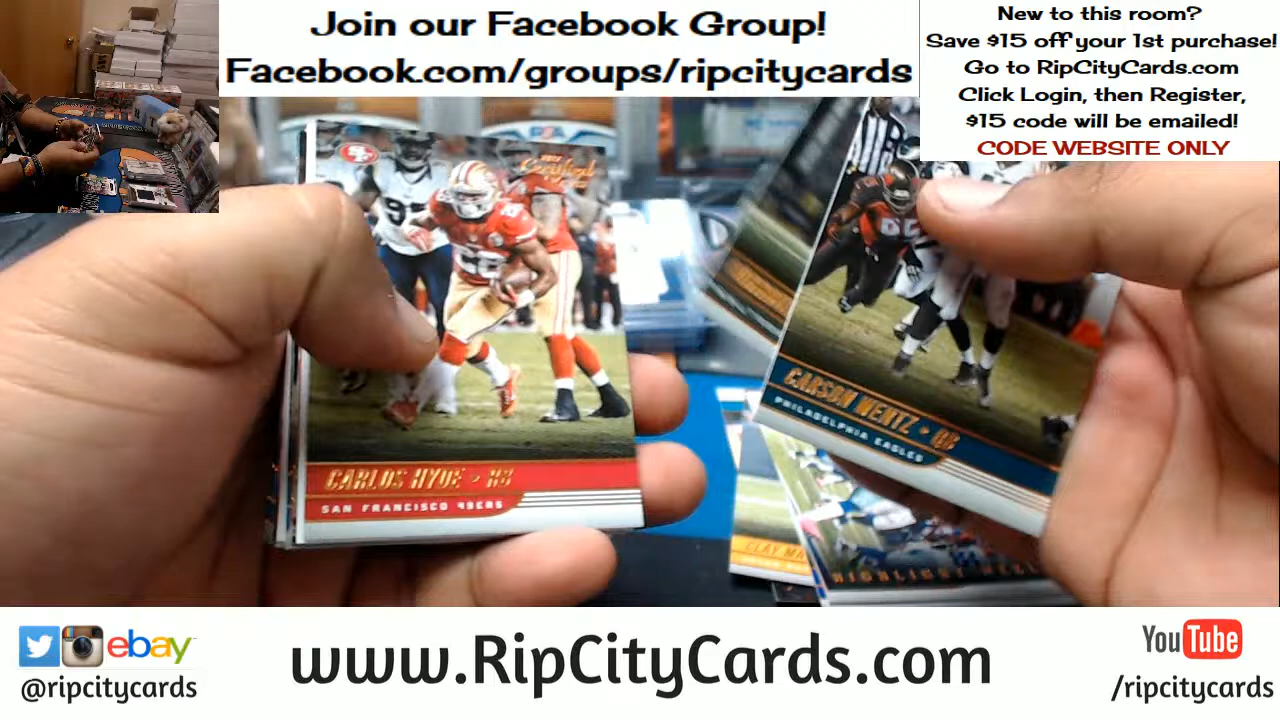 Join our Facebook Group!
Facebook.com/groups/ripcitycards
New to this room?
Save $15 off your 1st purchase!
Go to RipCityCards.com
Click Login, then Register,
$15 code will be emailed!
CODE WEBSITE ONLY
CARLOS HYDE • RB
SAN FRANCISCO 49ERS
CARSON WENTZ • QB
PHILADELPHIA EAGLES
CLAY
HIGHLIGHT
ebay
@ripcitycards
www.RipCityCards.com
YouTube
/ripcitycards